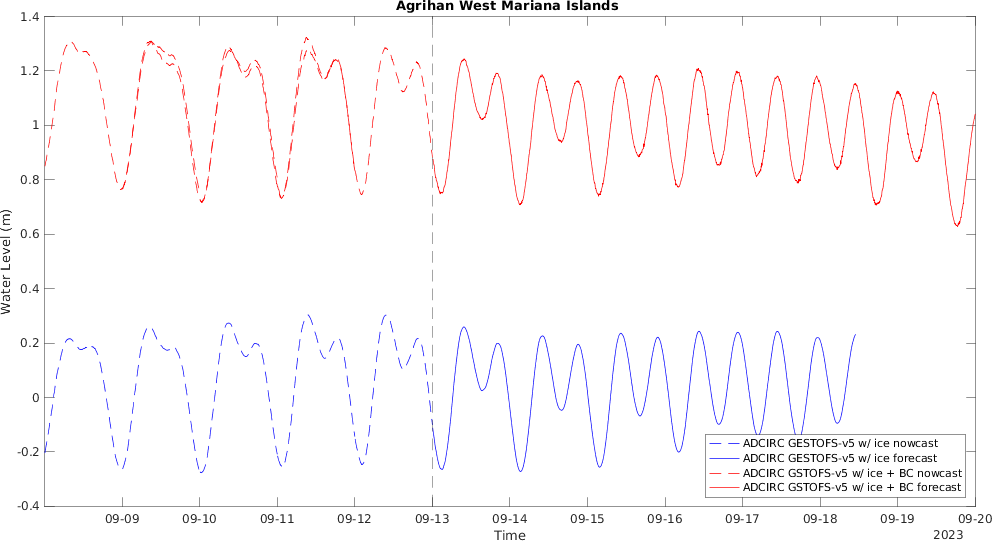 Agrihan West Mariana Islands
Water Level (m)
1.4
1.2
1
0.8
0.6
0.4
0.2
0
-0.2
-0.4
09-09 09-10 09-11 09-12 09-13 09-14 09-15 09-16 09-17 09-18 09-19 09-20
Time
2023
ADCIRC GESTOFS-v5 w/ ice nowcast
ADCIRC GESTOFS-v5 w/ ice forecast
ADCIRC GSTOFS-v5 w/ ice + BC nowcast
ADCIRC GSTOFS-v5 w/ ice + BC forecast